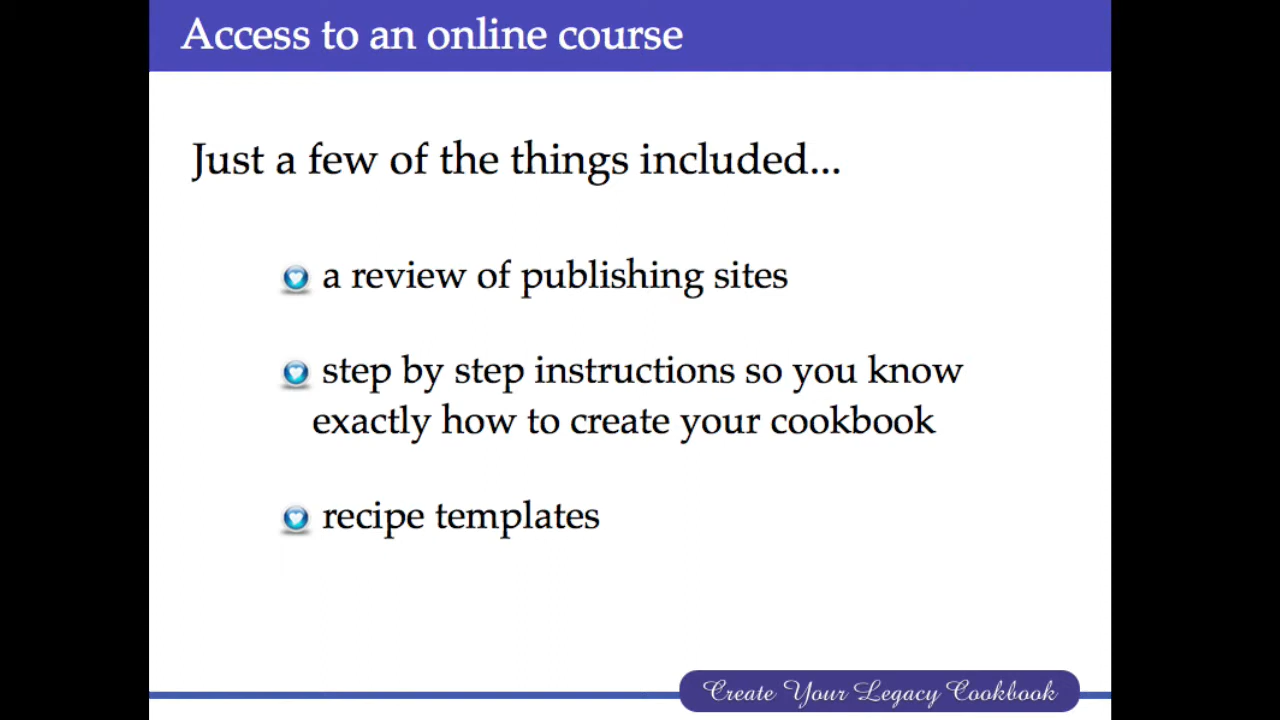 Access to an online course
Just a few of the things included...
a review of publishing sites
step by step instructions so you know
exactly how to create your cookbook
recipe templates
Create Your Legacy Cookbook